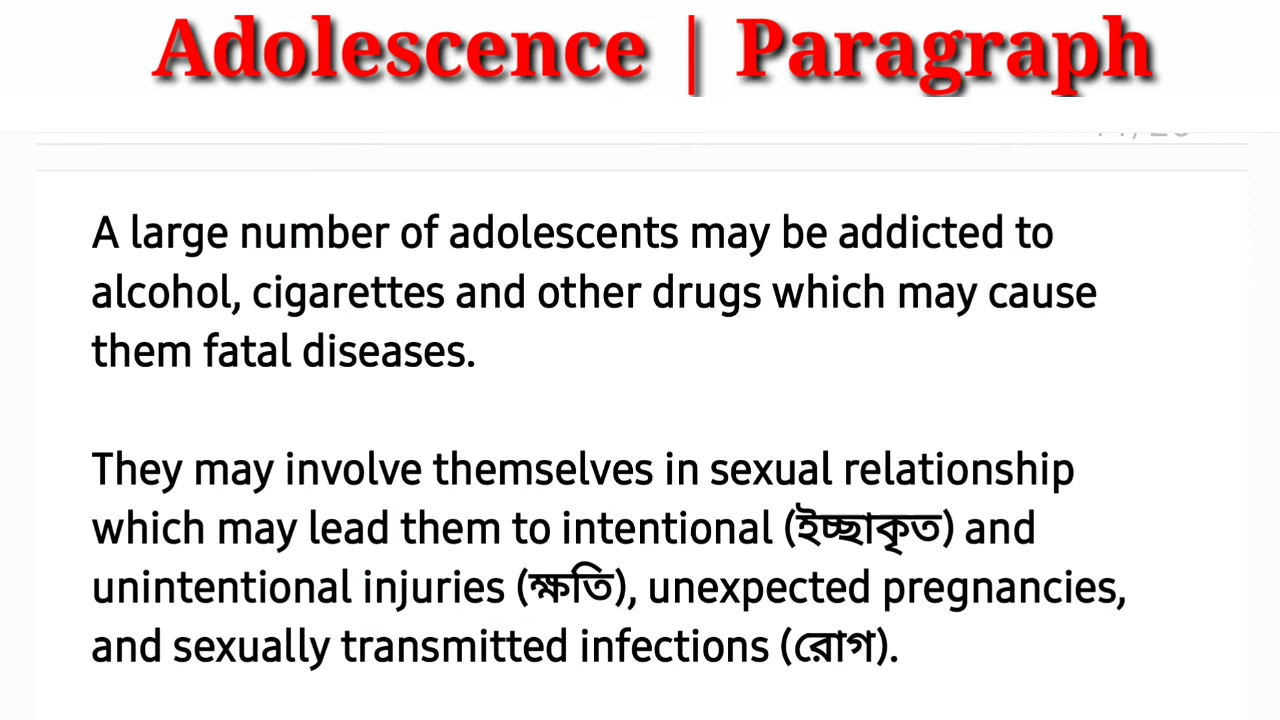 Adolescence | Paragraph
A large number of adolescents may be addicted to
alcohol, cigarettes and other drugs which may cause
them fatal diseases.
They may involve themselves in sexual relationship
which may lead them to intentional (ইচ্ছাকৃত) and
unintentional injuries (ক্ষতি), unexpected pregnancies,
and sexually transmitted infections (রোগ).